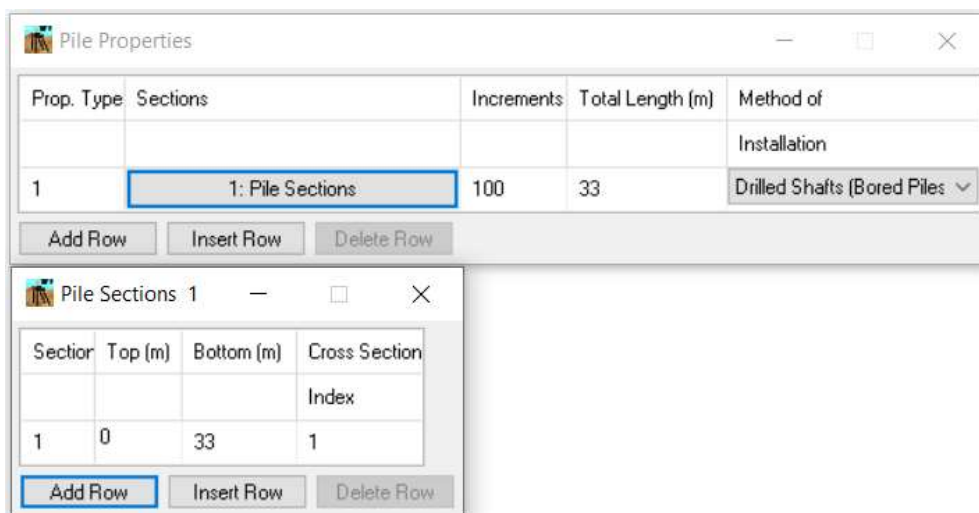 Pile Properties
Prop. Type Sections Increments Total Length (m) Method of
Installation
1 1: Pile Sections 100 33 Drilled Shafts (Bored Piles
Add Row Insert Row Delete Row
Pile Sections 1
Section Top (m) Bottom (m) Cross Section
Index
1 0 33 1
Add Row Insert Row Delete Row